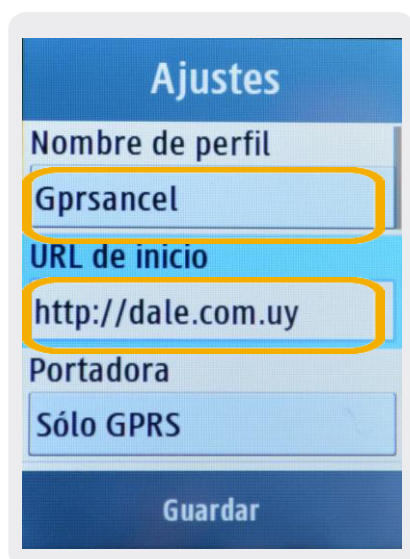 Ajustes
Nombre de perfil
Gprsancel
URL de inicio
http://dale.com.uy
Portadora
Sólo GPRS
Guardar